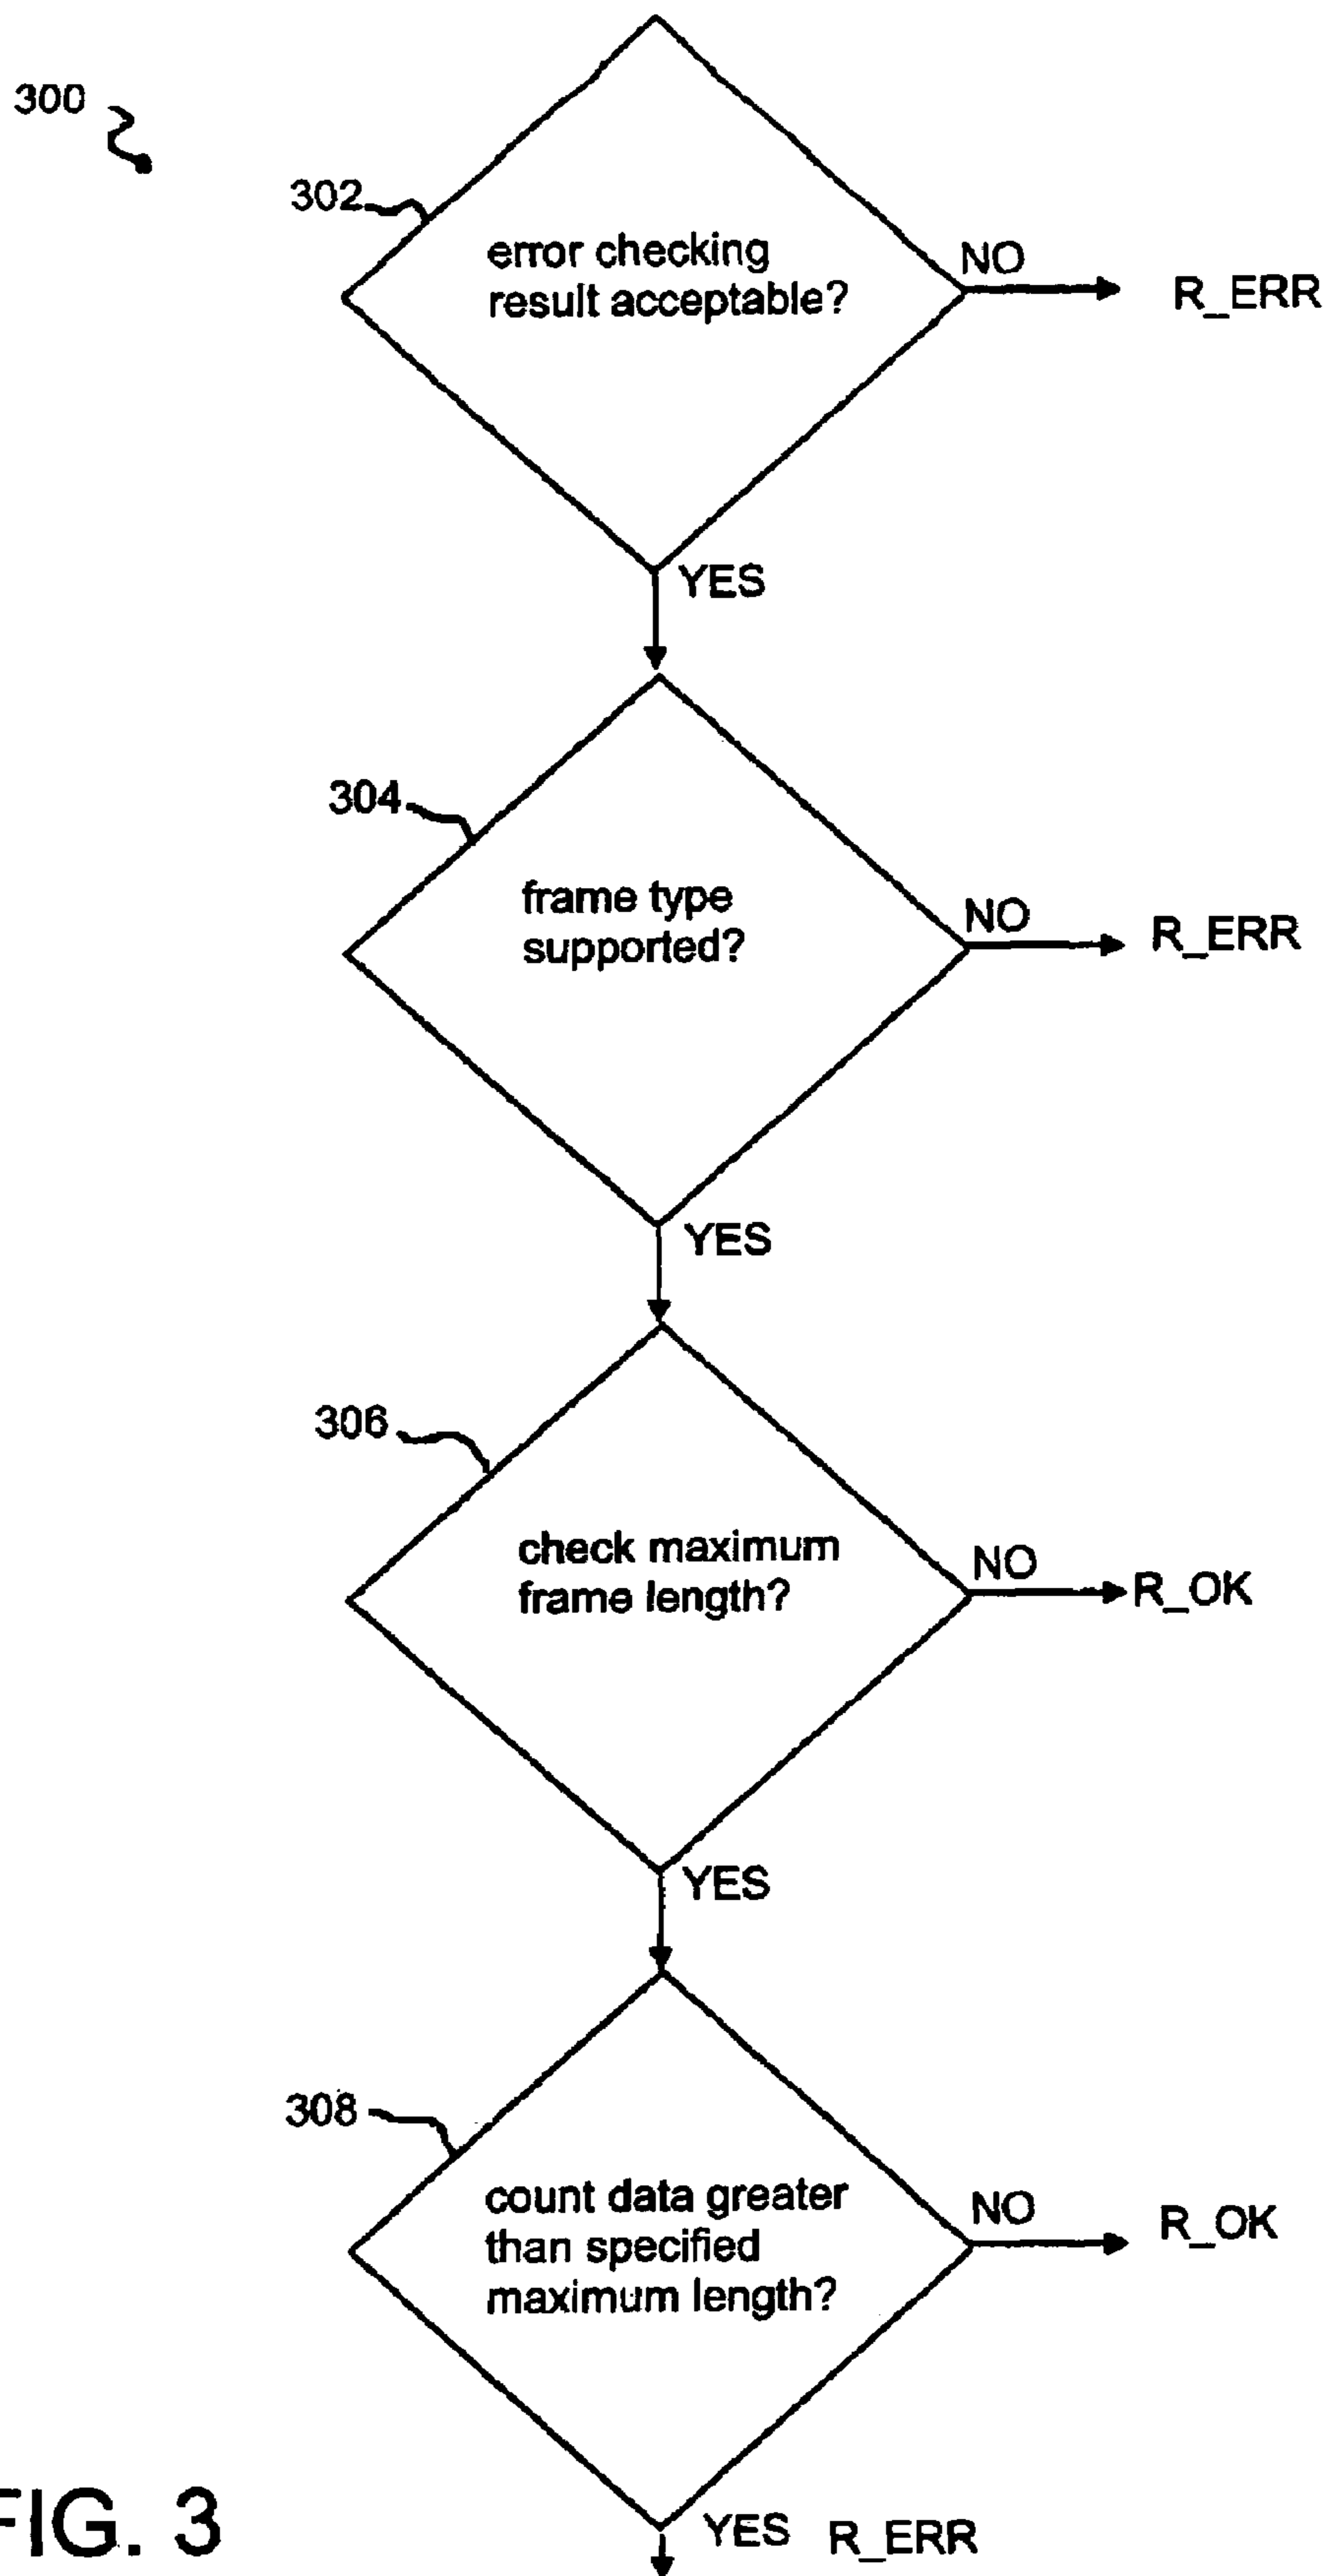 300
302
error checking
result acceptable?
NO
R_ERR
YES
304
frame type
supported?
NO
R_ERR
YES
306
check maximum
frame length?
NO
R_OK
YES
308
count data greater
than specified
maximum length?
NO
R_OK
YES R_ERR
FIG. 3